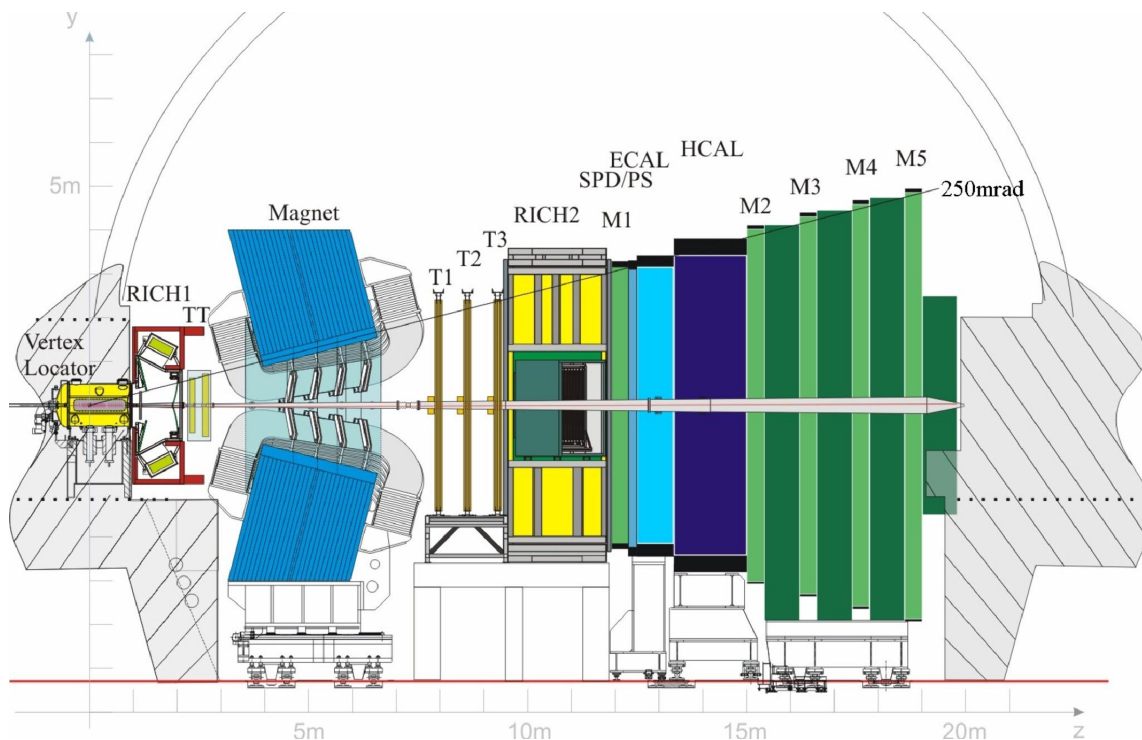 y
5m
ECAL
HCAL
SPD/PS
M1
M2
M3
M4
M5
250mrad
Magnet
RICH2
T1
T2
T3
RICH1
TT
Vertex
Locator
5m
10m
15m
20m
z